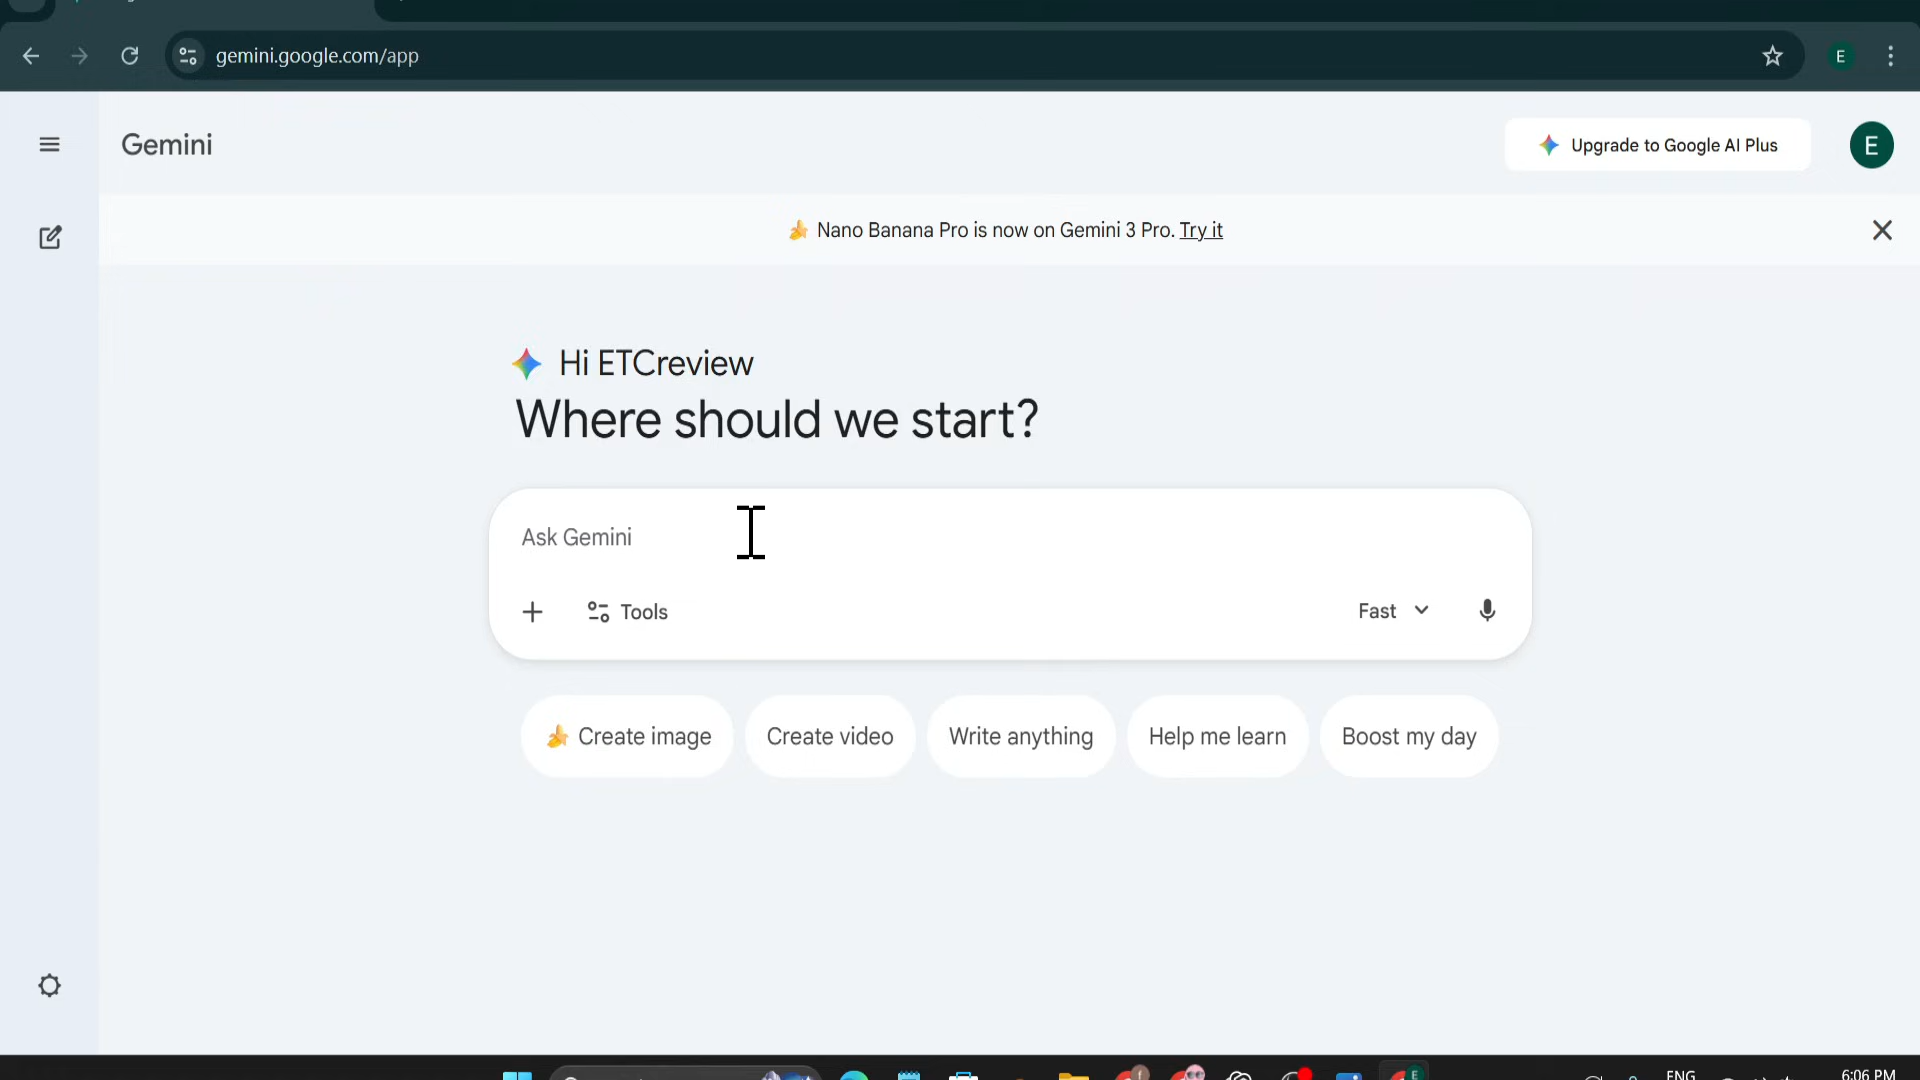 gemini.google.com/app
E
Gemini
Upgrade to Google AI Plus
E
Nano Banana Pro is now on Gemini 3 Pro. Try it
Hi ETCreview
Where should we start?
Ask Gemini
Tools
Fast
Create image
Create video
Write anything
Help me learn
Boost my day
ENG
6:06 PM